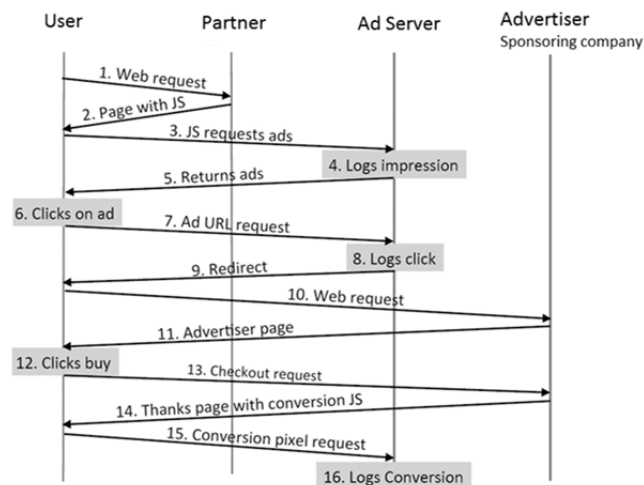 User
Partner
Ad Server
Advertiser
Sponsoring company
1. Web request
2. Page with JS
3. JS requests ads
4. Logs impression
5. Returns ads
6. Clicks on ad
7. Ad URL request
8. Logs click
9. Redirect
10. Web request
11. Advertiser page
12. Clicks buy
13. Checkout request
14. Thanks page with conversion JS
15. Conversion pixel request
16. Logs Conversion